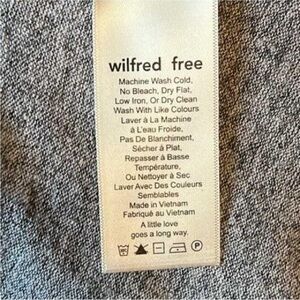 wilfred free
Machine Wash Cold,
No Bleach, Dry Flat,
Low Iron, Or Dry Clean
Wash With Like Colours
Laver à La Machine
à L'eau Froide,
Pas De Blanchiment,
Sécher à Plat,
Repasser à Basse
Température,
Ou Nettoyer à Sec
Laver Avec Des Couleurs
Semblables
Made in Vietnam
Fabriqué au Vietnam
A little love
goes a long way.
P